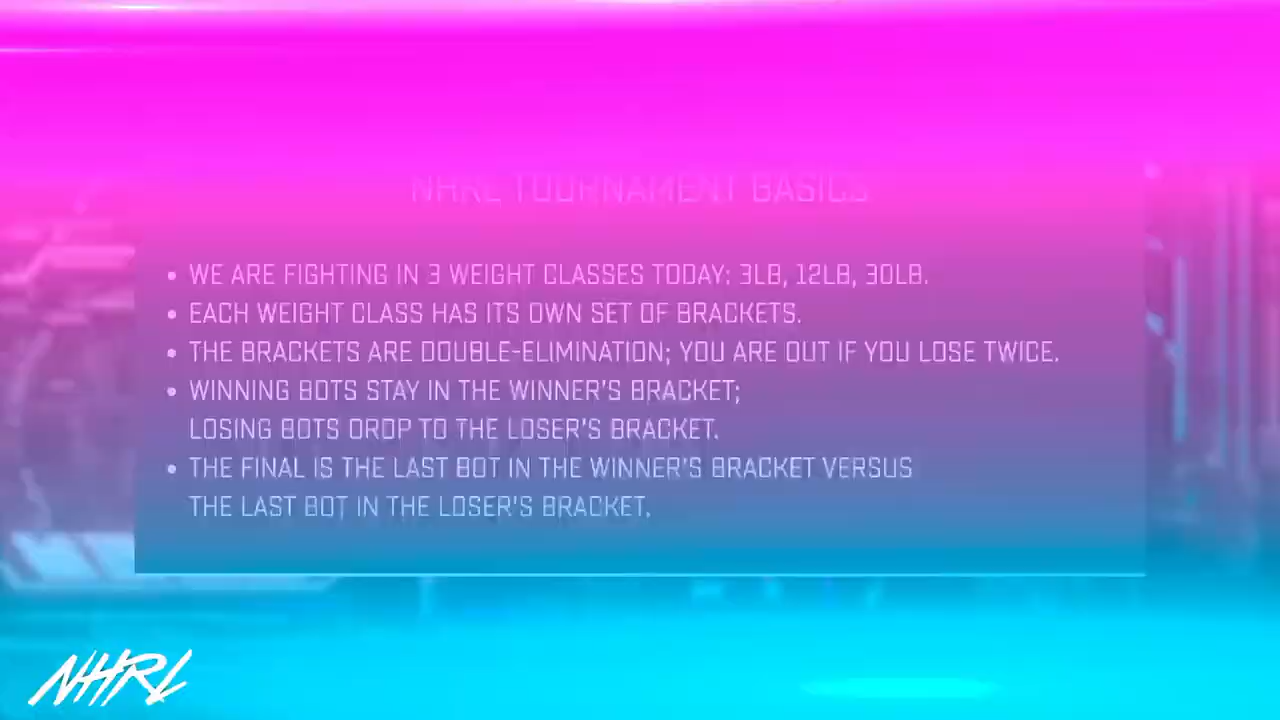 NHRL TOURNAMENT BASICS
• WE ARE FIGHTING IN 3 WEIGHT CLASSES TODAY: 3LB, 12LB, 30LB.
• EACH WEIGHT CLASS HAS ITS OWN SET OF BRACKETS.
• THE BRACKETS ARE DOUBLE-ELIMINATION; YOU ARE OUT IF YOU LOSE TWICE.
• WINNING BOTS STAY IN THE WINNER'S BRACKET;
LOSING BOTS DROP TO THE LOSER'S BRACKET.
• THE FINAL IS THE LAST BOT IN THE WINNER'S BRACKET VERSUS
THE LAST BOT IN THE LOSER'S BRACKET.
NHRL